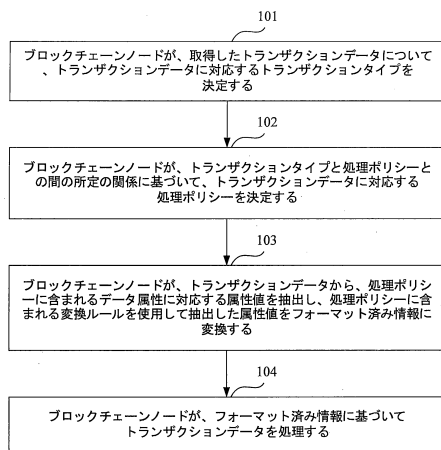 101
ブロックチェーンノードが、取得したトランザクションデータについて
、トランザクションデータに対応するトランザクションタイプを
決定する
102
ブロックチェーンノードが、トランザクションタイプと処理ポリシーと
の間の所定の関係に基づいて、トランザクションデータに対応する
処理ポリシーを決定する
103
ブロックチェーンノードが、トランザクションデータから、処理ポリシ
ーに含まれるデータ属性に対応する属性値を抽出し、処理ポリシーに含
まれる変換ルールを使用して抽出した属性値をフォーマット済み情報に
変換する
104
ブロックチェーンノードが、フォーマット済み情報に基づいて
トランザクションデータを処理する